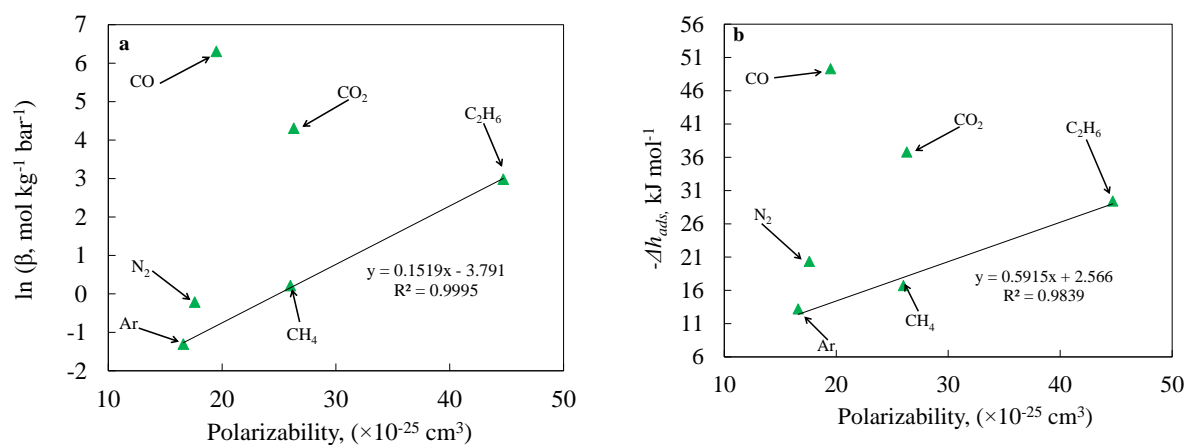 a
7
6
5
4
3
2
1
0
-1
-2
ln (β, mol kg⁻¹ bar⁻¹)
CO
CO₂
C₂H₆
N₂
Ar
CH₄
y = 0.1519x - 3.791
R² = 0.9995
10 20 30 40 50
Polarizability, (×10⁻²⁵ cm³)
b
56
51
46
41
36
31
26
21
16
11
6
-Δh_ads, kJ mol⁻¹
CO
CO₂
C₂H₆
N₂
Ar
CH₄
y = 0.5915x + 2.566
R² = 0.9839
10 20 30 40 50
Polarizability, (×10⁻²⁵ cm³)